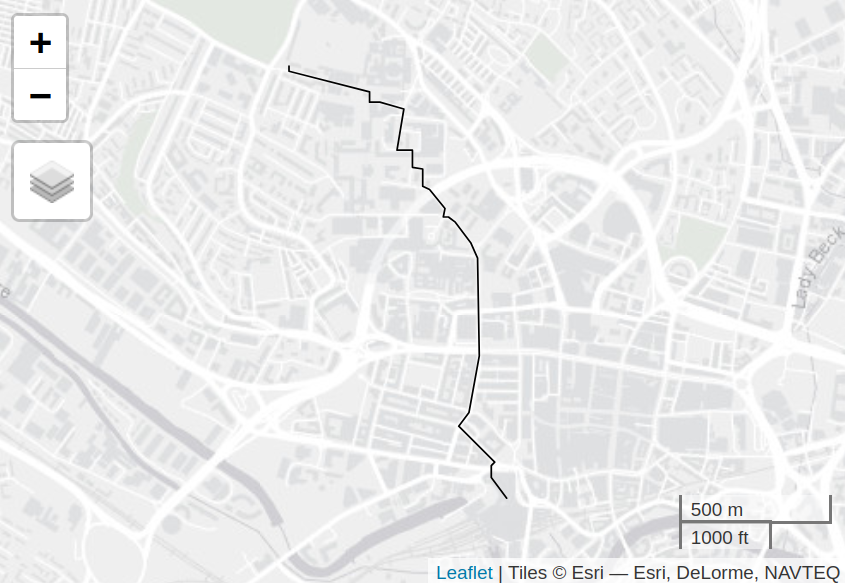 +
−
Lady Beck
e
500 m
1000 ft
Leaflet | Tiles © Esri — Esri, DeLorme, NAVTEQ